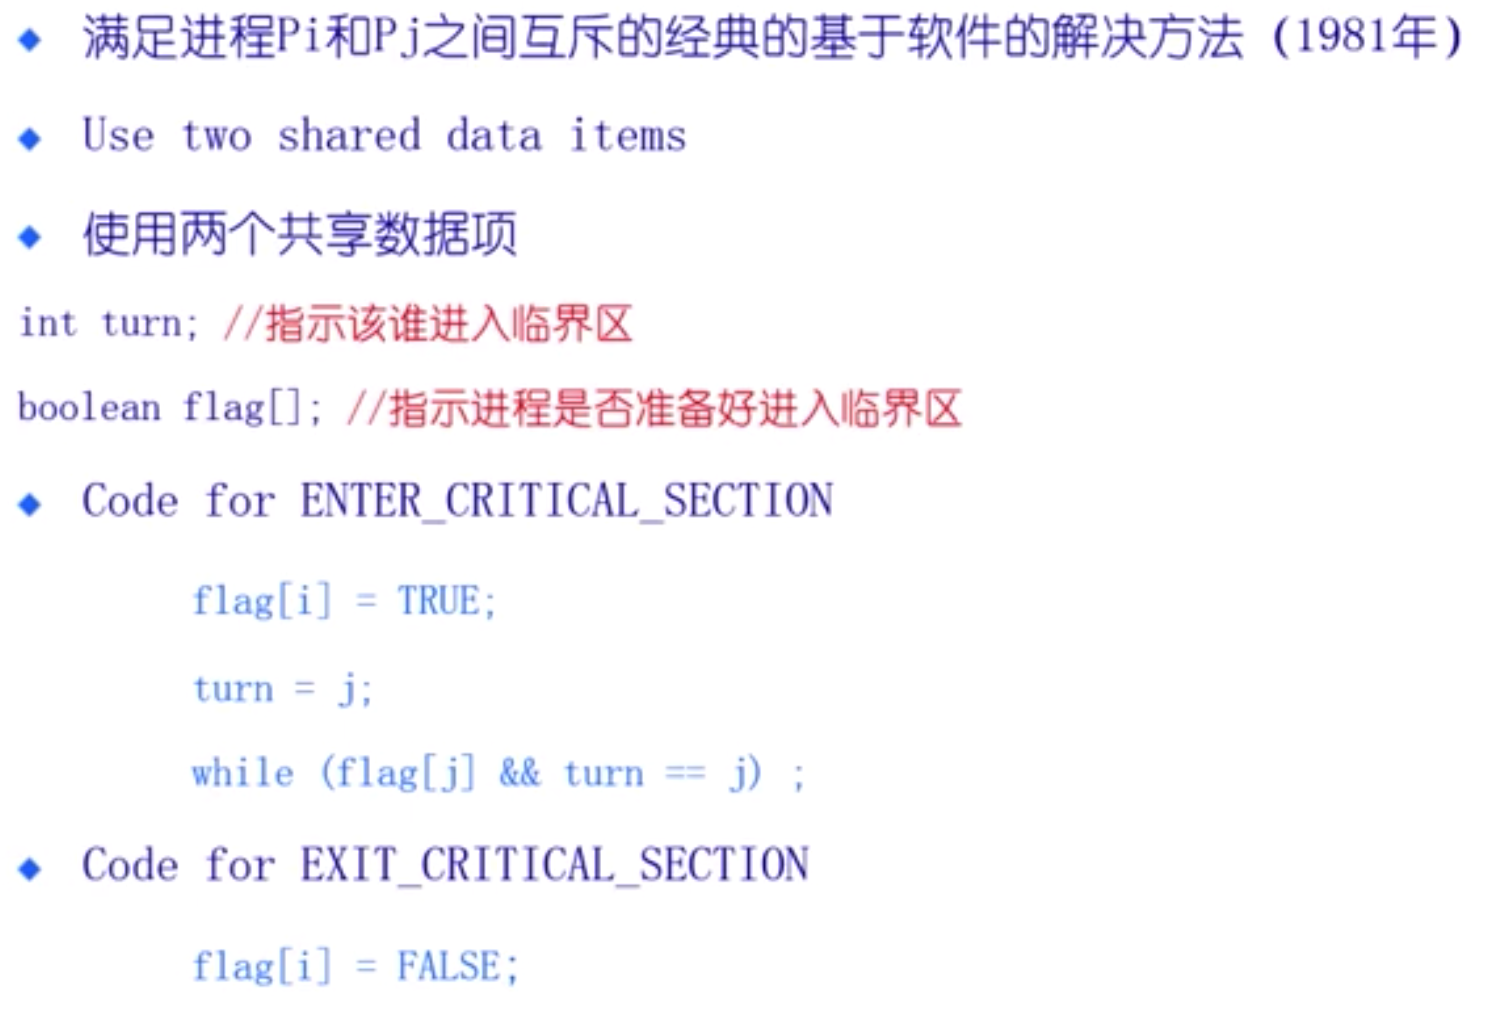 满足进程Pi和Pj之间互斥的经典的基于软件的解决方法（1981年）
Use two shared data items
使用两个共享数据项
int turn; //指示该谁进入临界区
boolean flag[]; //指示进程是否准备好进入临界区
Code for ENTER_CRITICAL_SECTION
flag[i] = TRUE;
turn = j;
while (flag[j] && turn == j) ;
Code for EXIT_CRITICAL_SECTION
flag[i] = FALSE;